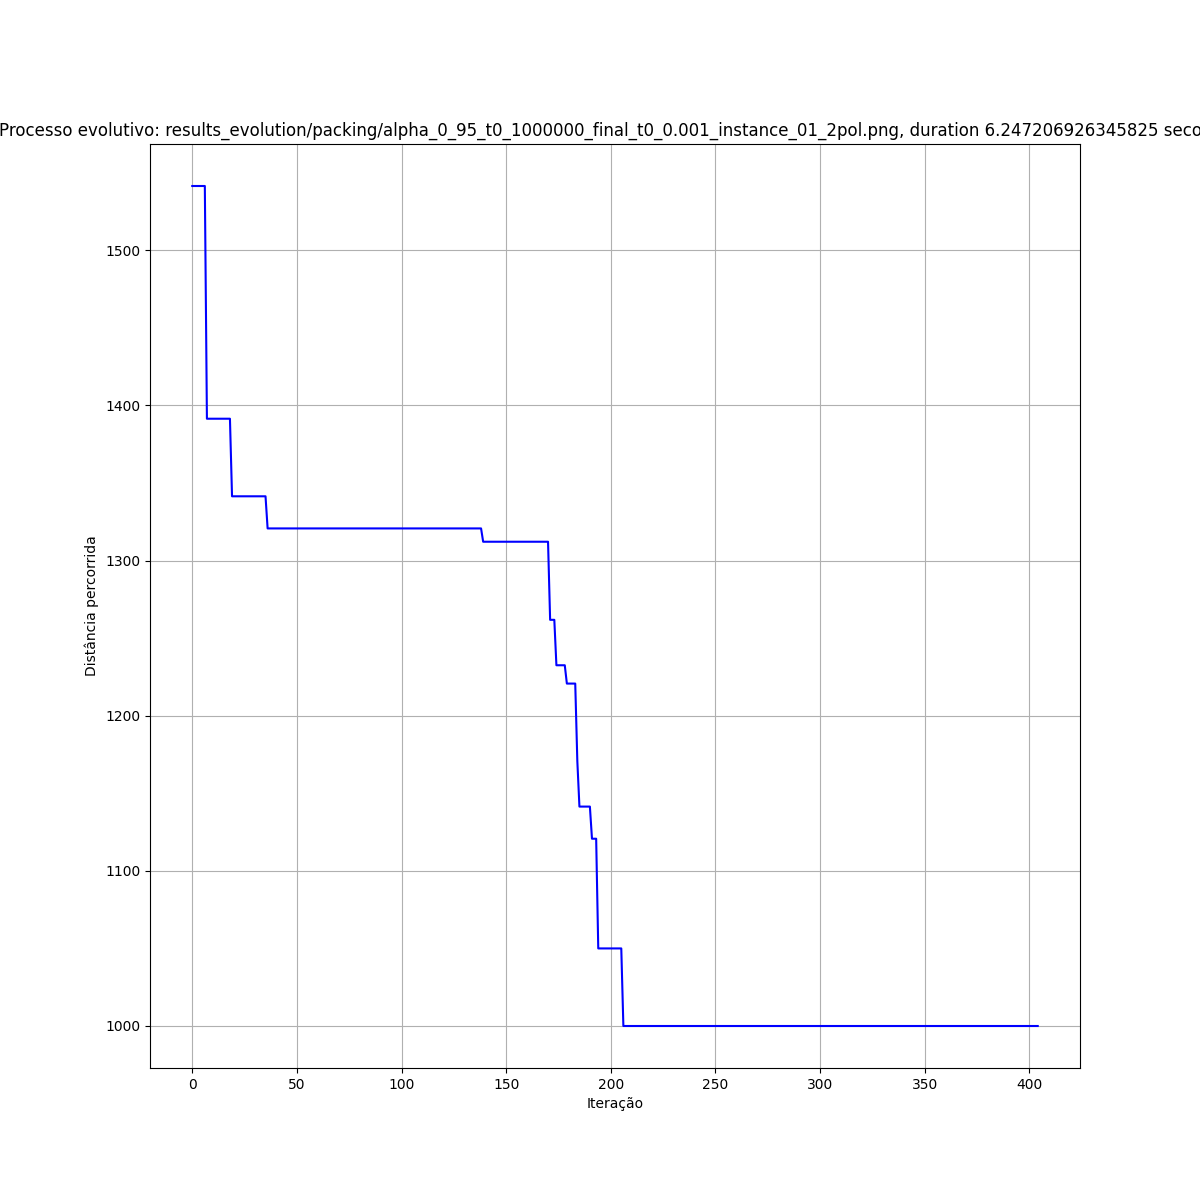 Processo evolutivo: results_evolution/packing/alpha_0_95_t0_1000000_final_t0_0.001_instance_01_2pol.png, duration 6.247206926345825 seco
1500
1400
1300
1200
1100
1000
Distância percorrida
0 50 100 150 200 250 300 350 400
Iteração